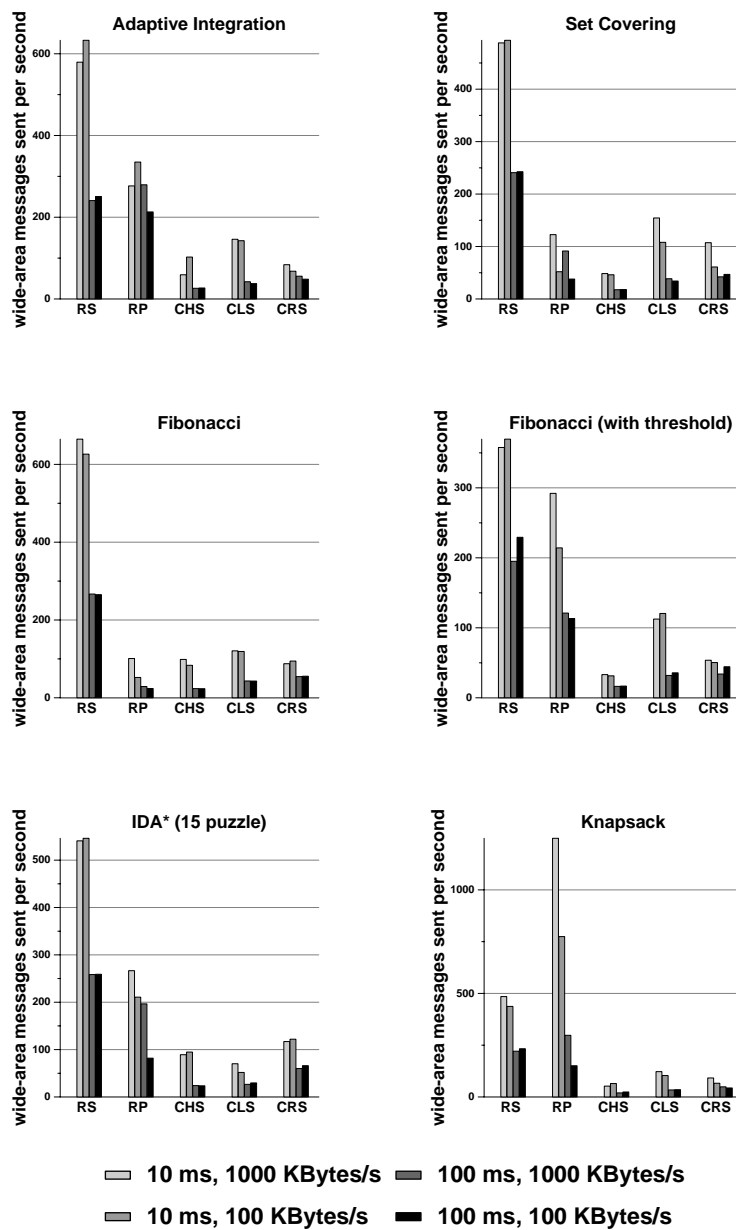 Adaptive Integration
wide-area messages sent per second
600
400
200
0
RS RP CHS CLS CRS
Set Covering
wide-area messages sent per second
400
300
200
100
0
RS RP CHS CLS CRS
Fibonacci
wide-area messages sent per second
600
400
200
0
RS RP CHS CLS CRS
Fibonacci (with threshold)
wide-area messages sent per second
300
200
100
0
RS RP CHS CLS CRS
IDA* (15 puzzle)
wide-area messages sent per second
500
400
300
200
100
0
RS RP CHS CLS CRS
Knapsack
wide-area messages sent per second
1000
500
0
RS RP CHS CLS CRS
10 ms, 1000 KBytes/s
100 ms, 1000 KBytes/s
10 ms, 100 KBytes/s
100 ms, 100 KBytes/s